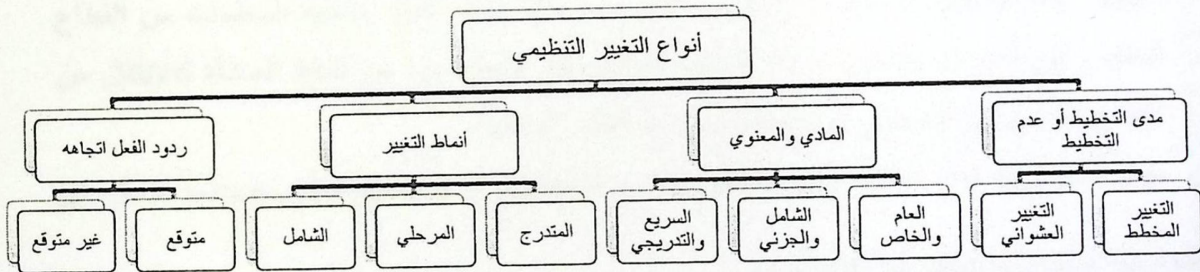 أنواع التغيير التنظيمي
مدى التخطيط أو عدم
التخطيط
المادي والمعنوي
أنماط التغيير
ردود الفعل اتجاهه
التغيير
المخطط
التغيير
العشوائي
العام
والخاص
الشامل
والجزئي
السريع
والتدريجي
المتدرج
المرحلي
الشامل
متوقع
غير متوقع